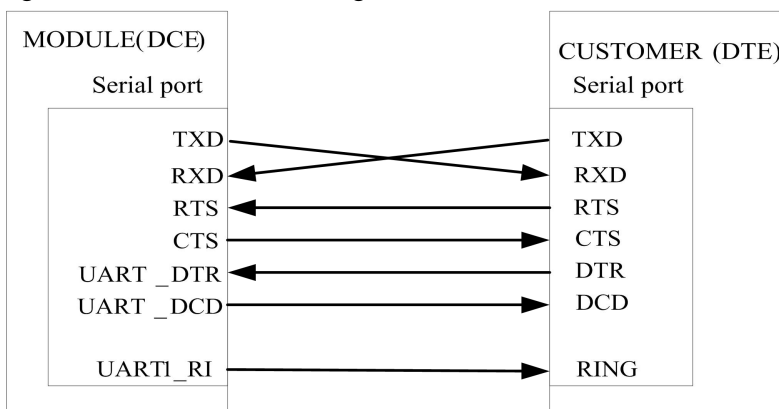 MODULE(DCE)
Serial port
TXD
RXD
RTS
CTS
UART _DTR
UART _DCD
UART1_RI
CUSTOMER (DTE)
Serial port
TXD
RXD
RTS
CTS
DTR
DCD
RING